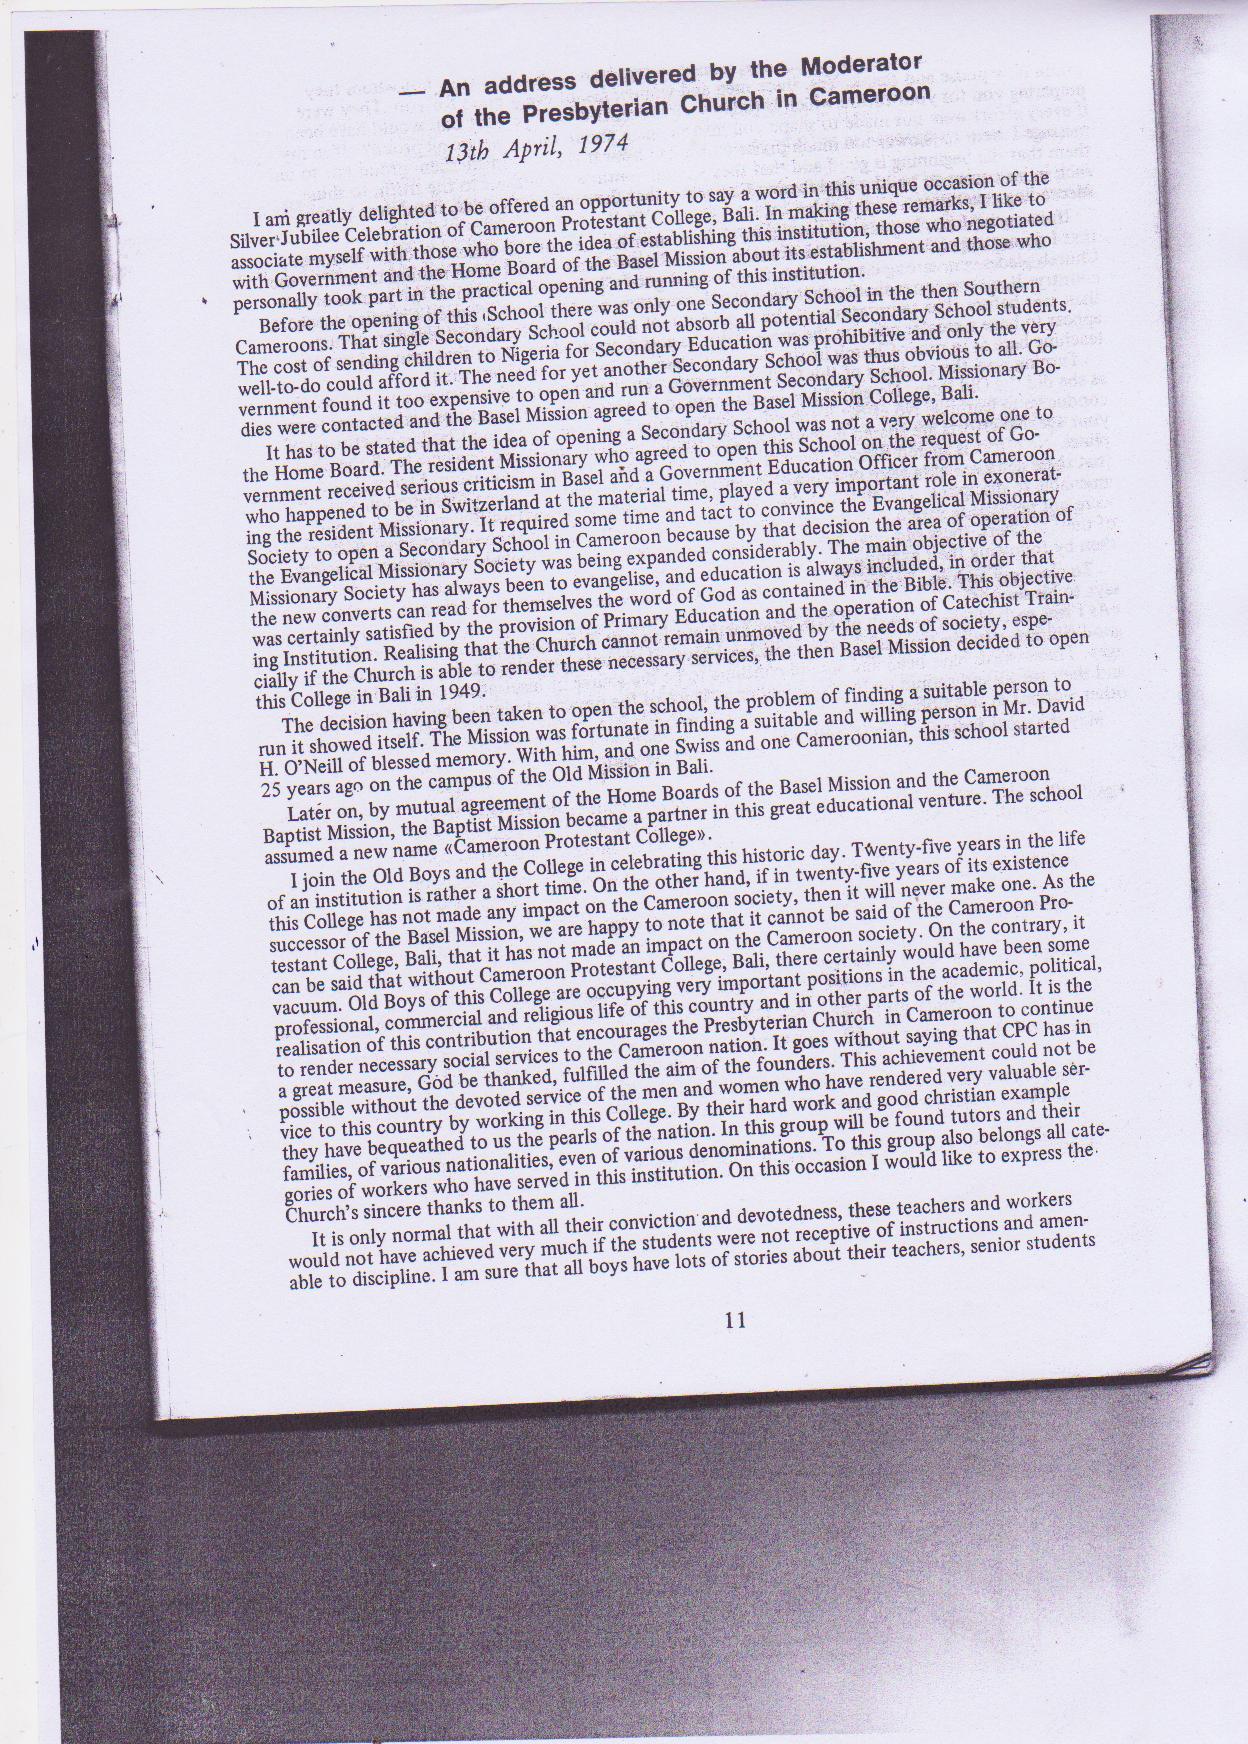 — An address delivered by the Moderator
of the Presbyterian Church in Cameroon
13th April, 1974
I am greatly delighted to be offered an opportunity to say a word in this unique occasion of the
Silver Jubilee Celebration of Cameroon Protestant College, Bali. In making these remarks, I like to
associate myself with those who bore the idea of establishing this institution, those who negotiated
with Government and the Home Board of the Basel Mission about its establishment and those who
personally took part in the practical opening and running of this institution.
Before the opening of this School there was only one Secondary School in the then Southern
Cameroons. That single Secondary School could not absorb all potential Secondary School students.
The cost of sending children to Nigeria for Secondary Education was prohibitive and only the very
well-to-do could afford it. The need for yet another Secondary School was thus obvious to all. Go-
vernment found it too expensive to open and run a Government Secondary School. Missionary Bo-
dies were contacted and the Basel Mission agreed to open the Basel Mission College, Bali.
It has to be stated that the idea of opening a Secondary School was not a very welcome one to
the Home Board. The resident Missionary who agreed to open this School on the request of Go-
vernment received serious criticism in Basel and a Government Education Officer from Cameroon
who happened to be in Switzerland at the material time, played a very important role in exonerat-
ing the resident Missionary. It required some time and tact to convince the Evangelical Missionary
Society to open a Secondary School in Cameroon because by that decision the area of operation of
the Evangelical Missionary Society was being expanded considerably. The main objective of the
Missionary Society has always been to evangelise, and education is always included, in order that
the new converts can read for themselves the word of God as contained in the Bible. This objective
was certainly satisfied by the provision of Primary Education and the operation of Catechist Train-
ing Institution. Realising that the Church cannot remain unmoved by the needs of society, espe-
cially if the Church is able to render these necessary services, the then Basel Mission decided to open
this College in Bali in 1949.
The decision having been taken to open the school, the problem of finding a suitable person to
run it showed itself. The Mission was fortunate in finding a suitable and willing person in Mr. David
H. O'Neill of blessed memory. With him, and one Swiss and one Cameroonian, this school started
25 years ago on the campus of the Old Mission in Bali.
Later on, by mutual agreement of the Home Boards of the Basel Mission and the Cameroon
Baptist Mission, the Baptist Mission became a partner in this great educational venture. The school
assumed a new name «Cameroon Protestant College».
I join the Old Boys and the College in celebrating this historic day. Twenty-five years in the life
of an institution is rather a short time. On the other hand, if in twenty-five years of its existence
this College has not made any impact on the Cameroon society, then it will never make one. As the
successor of the Basel Mission, we are happy to note that it cannot be said of the Cameroon Pro-
testant College, Bali, that it has not made an impact on the Cameroon society. On the contrary, it
can be said that without Cameroon Protestant College, Bali, there certainly would have been some
vacuum. Old Boys of this College are occupying very important positions in the academic, political,
professional, commercial and religious life of this country and in other parts of the world. It is the
realisation of this contribution that encourages the Presbyterian Church in Cameroon to continue
to render necessary social services to the Cameroon nation. It goes without saying that CPC has in
a great measure, God be thanked, fulfilled the aim of the founders. This achievement could not be
possible without the devoted service of the men and women who have rendered very valuable ser-
vice to this country by working in this College. By their hard work and good christian example
they have bequeathed to us the pearls of the nation. In this group will be found tutors and their
families, of various nationalities, even of various denominations. To this group also belongs all cate-
gories of workers who have served in this institution. On this occasion I would like to express the
Church's sincere thanks to them all.
It is only normal that with all their conviction and devotedness, these teachers and workers
would not have achieved very much if the students were not receptive of instructions and amen-
able to discipline. I am sure that all boys have lots of stories about their teachers, senior students
11